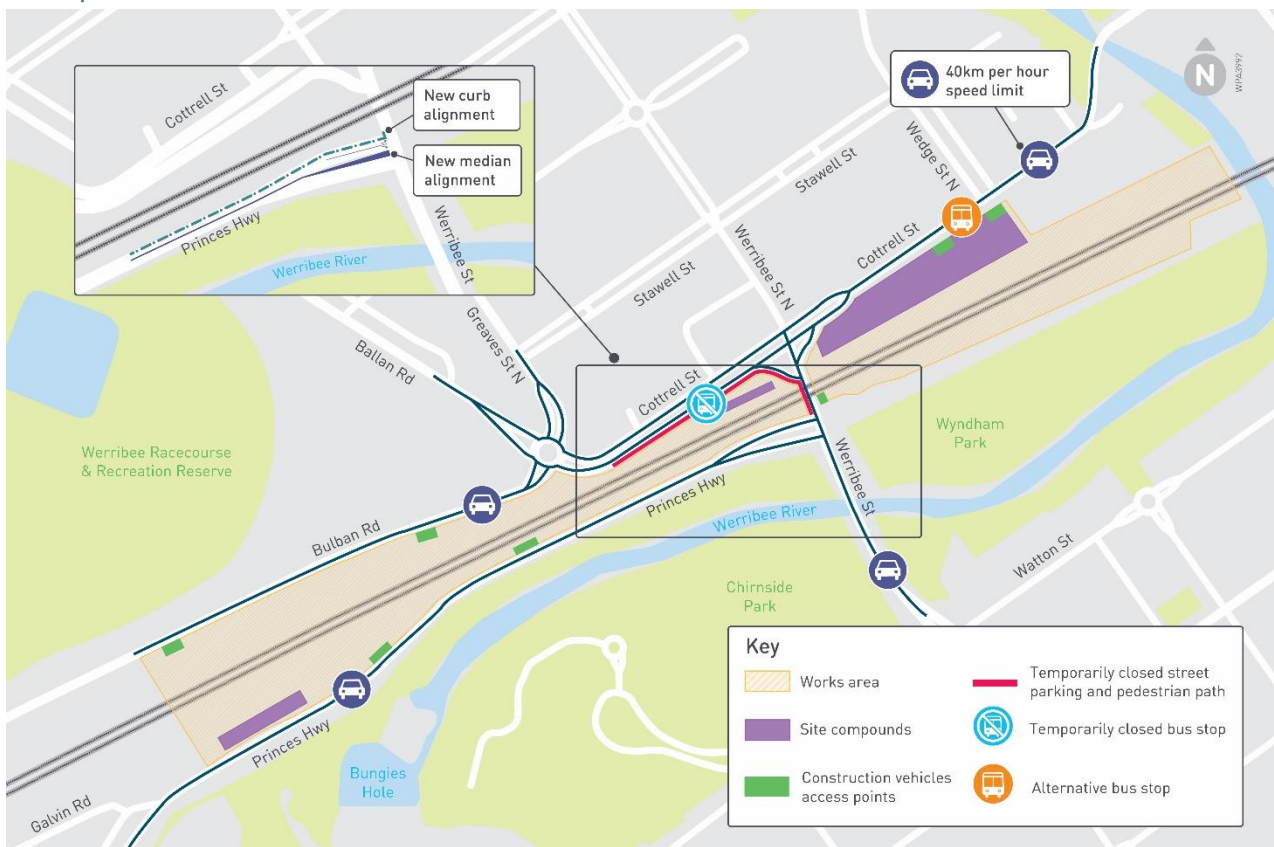 Cottrell St
New curb
alignment
New median
alignment
Princes Hwy
Werribee River
Werribee St
40km per hour
speed limit
N
WPA3992
Wedge St N
Stawell St
Cottrell St
Werribee St N
Stawell St
Greaves St N
Ballan Rd
Cottrell St
Werribee Racecourse
& Recreation Reserve
Wyndham
Park
Werribee St
Princes Hwy
Werribee River
Bulban Rd
Watton St
Chirnside
Park
Princes Hwy
Bungies
Hole
Galvin Rd
Key
Works area
Site compounds
Construction vehicles
access points
Temporarily closed street
parking and pedestrian path
Temporarily closed bus stop
Alternative bus stop